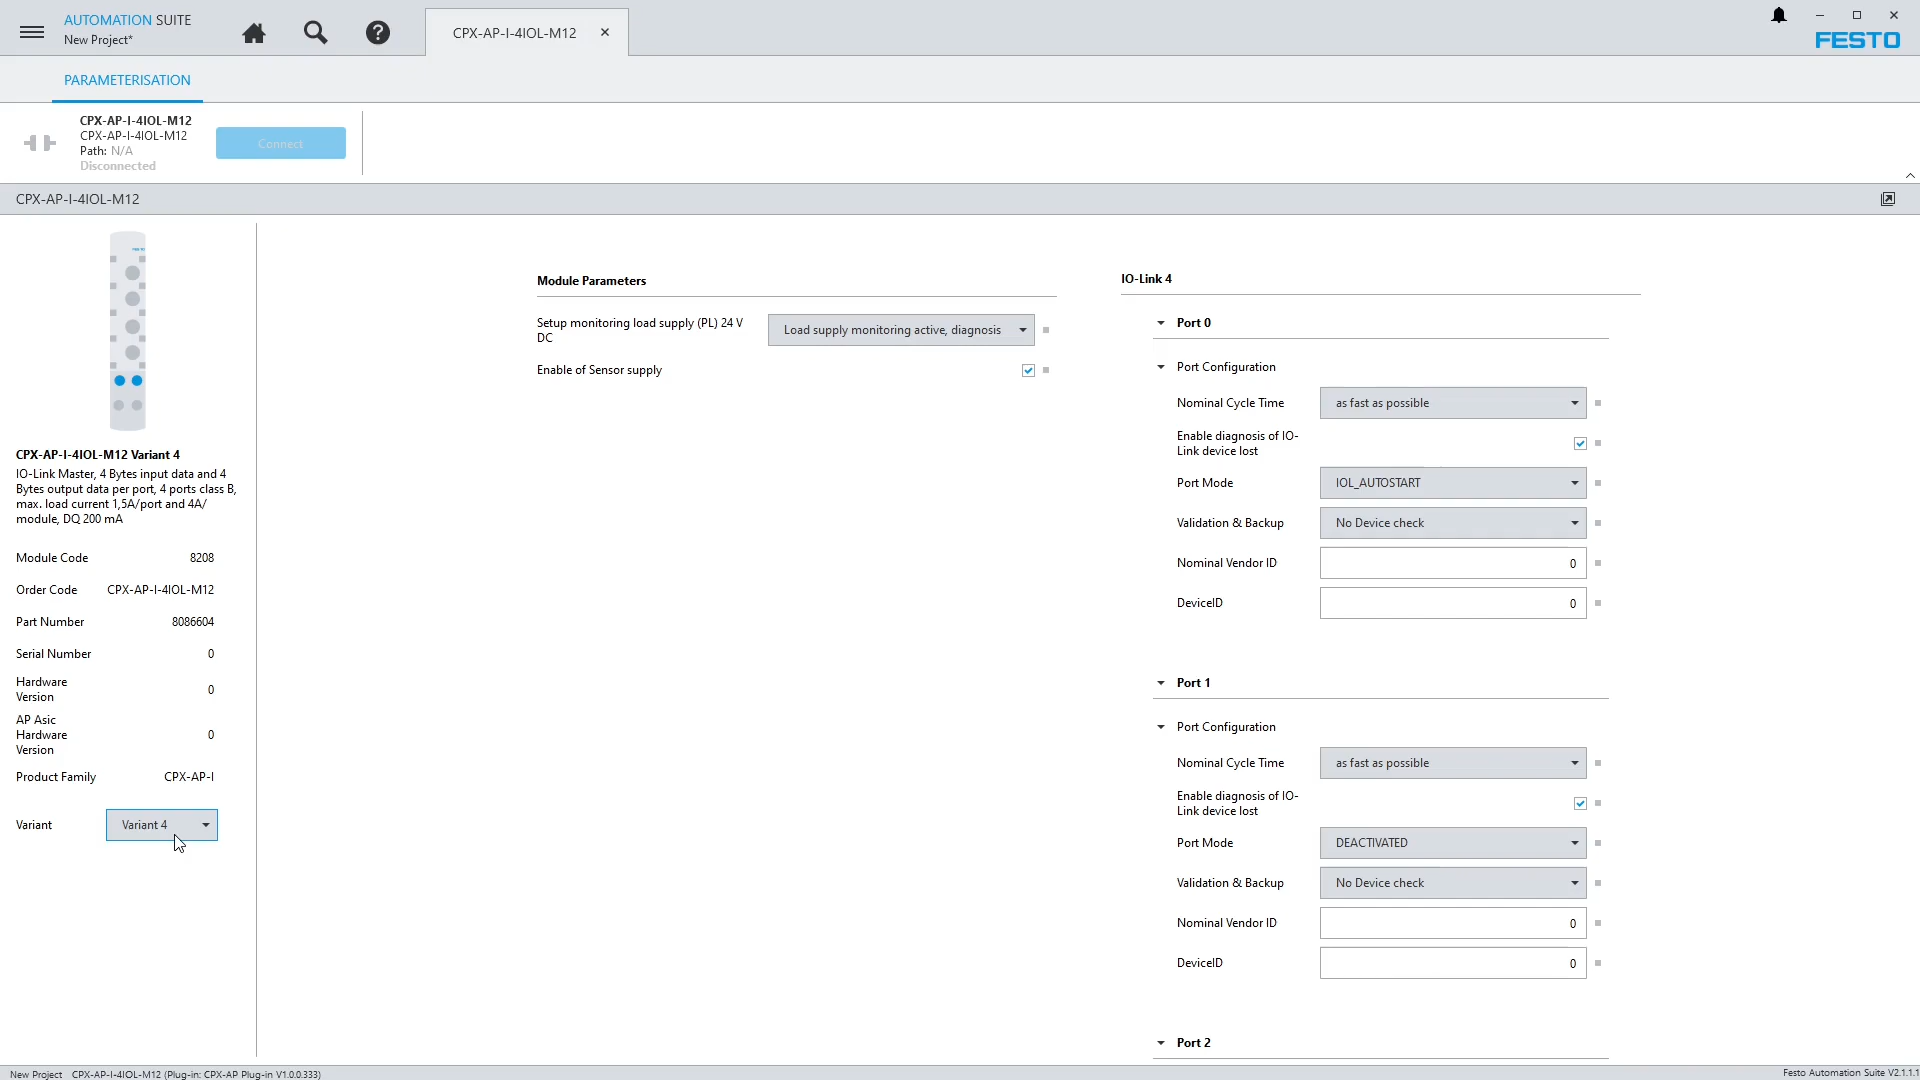 AUTOMATION SUITE
New Project*
CPX-AP-I-4IOL-M12
FESTO
PARAMETERISATION
CPX-AP-I-4IOL-M12
CPX-AP-I-4IOL-M12
Path: N/A
Disconnected
Connect
CPX-AP-I-4IOL-M12
FESTO
CPX-AP-I-4IOL-M12 Variant 4
IO-Link Master, 4 Bytes input data and 4
Bytes output data per port, 4 ports class B,
max. load current 1,5A/port and 4A/
module, DQ 200 mA
Module Code 8208
Order Code CPX-AP-I-4IOL-M12
Part Number 8086604
Serial Number 0
Hardware
Version 0
AP Asic
Hardware
Version 0
Product Family CPX-AP-I
Variant Variant 4
Module Parameters
Setup monitoring load supply (PL) 24 V
DC
Load supply monitoring active, diagnosis
Enable of Sensor supply
IO-Link 4
Port 0
Port Configuration
Nominal Cycle Time as fast as possible
Enable diagnosis of IO-
Link device lost
Port Mode IOL_AUTOSTART
Validation & Backup No Device check
Nominal Vendor ID 0
DeviceID 0
Port 1
Port Configuration
Nominal Cycle Time as fast as possible
Enable diagnosis of IO-
Link device lost
Port Mode DEACTIVATED
Validation & Backup No Device check
Nominal Vendor ID 0
DeviceID 0
Port 2
New Project CPX-AP-I-4IOL-M12 (Plug-in: CPX-AP Plug-in V1.0.0.333)
Festo Automation Suite V2.1.1.1